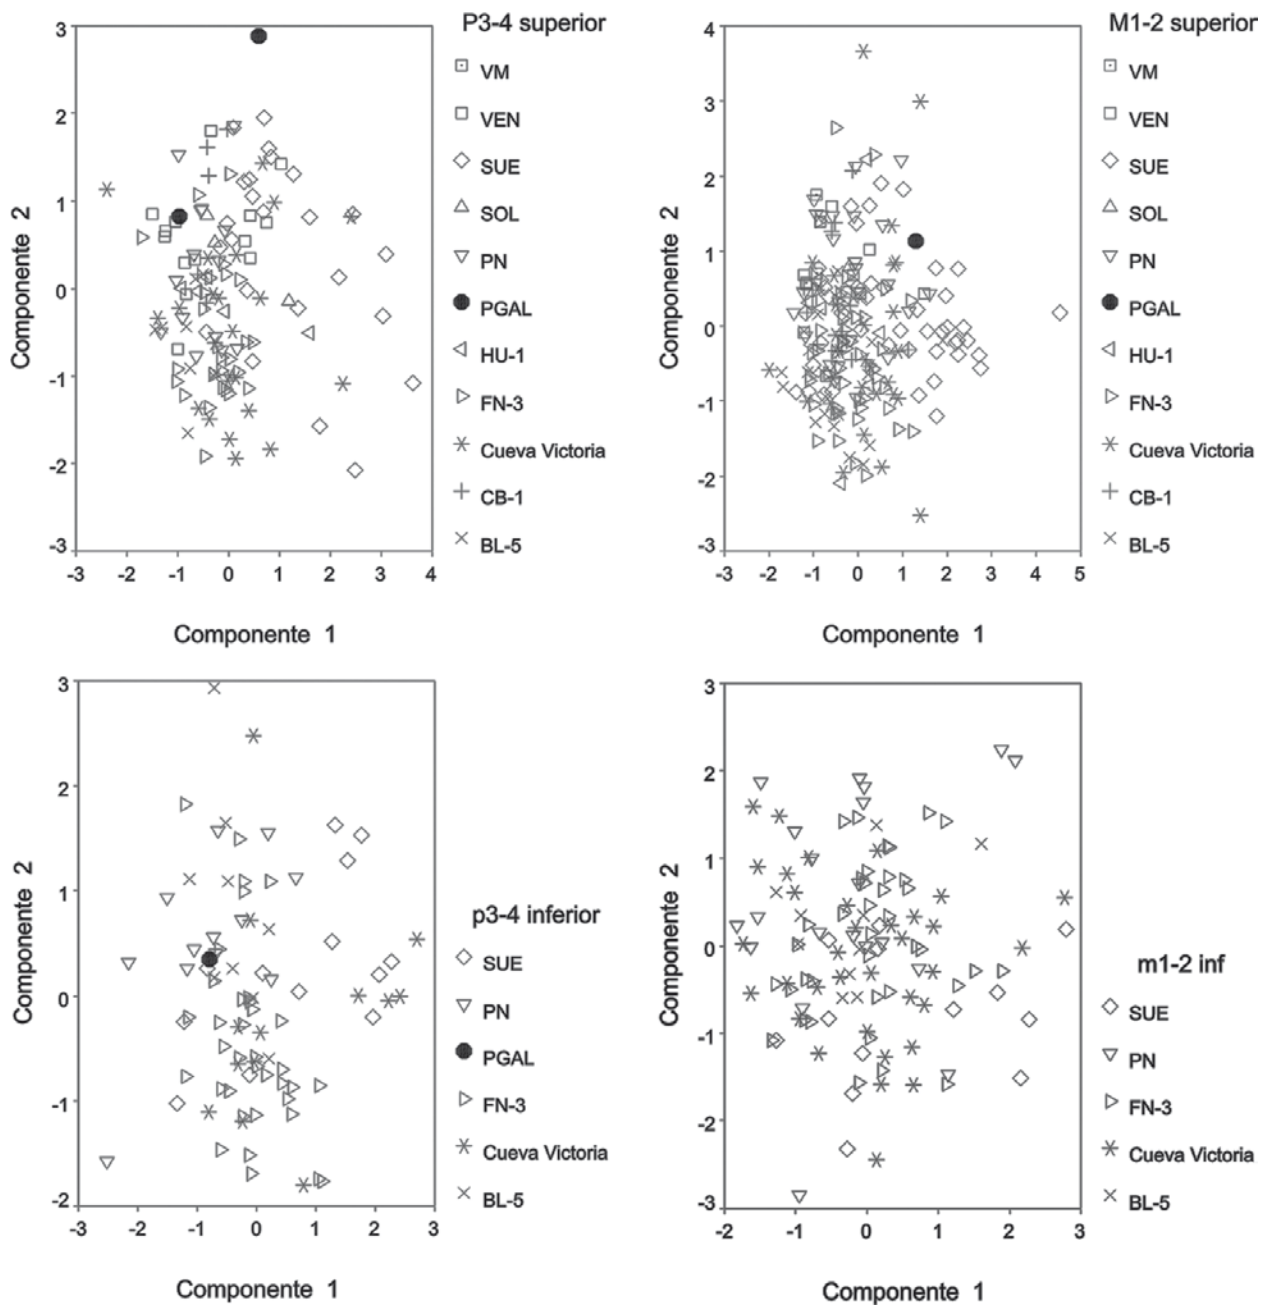 P3-4 superior
3
2
1
0
-1
-2
-3
-3 -2 -1 0 1 2 3 4
Componente 2
Componente 1
VM
VEN
SUE
SOL
PN
PGAL
HU-1
FN-3
Cueva Victoria
CB-1
BL-5
M1-2 superior
4
3
2
1
0
-1
-2
-3
-3 -2 -1 0 1 2 3 4 5
Componente 2
Componente 1
VM
VEN
SUE
SOL
PN
PGAL
HU-1
FN-3
Cueva Victoria
CB-1
BL-5
3
2
1
0
-1
-2
-3 -2 -1 0 1 2 3
Componente 2
Componente 1
p3-4 inferior
SUE
PN
PGAL
FN-3
Cueva Victoria
BL-5
3
2
1
0
-1
-2
-3
-2 -1 0 1 2 3
Componente 2
Componente 1
m1-2 inf
SUE
PN
FN-3
Cueva Victoria
BL-5